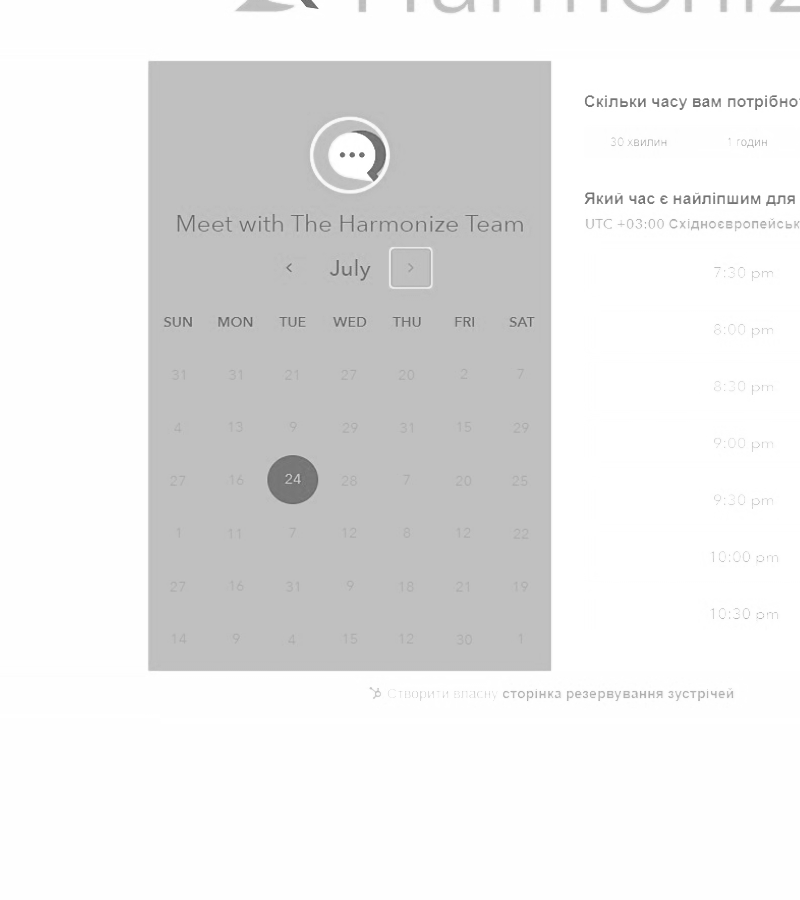 Harmoniz
Meet with The Harmonize Team
July
SUN MON TUE WED THU FRI SAT
31 31 21 27 20 2 7
4 13 9 29 31 15 29
27 16 24 28 7 20 25
1 11 7 12 8 12 22
27 16 31 9 18 21 19
14 9 4 15 12 30 1
Скільки часу вам потрібно
30 хвилин 1 годин
Який час є найліпшим для
UTC +03:00 Східноєвропейськ
7:30 pm
8:00 pm
8:30 pm
9:00 pm
9:30 pm
10:00 pm
10:30 pm
Створити власну сторінка резервування зустрічей